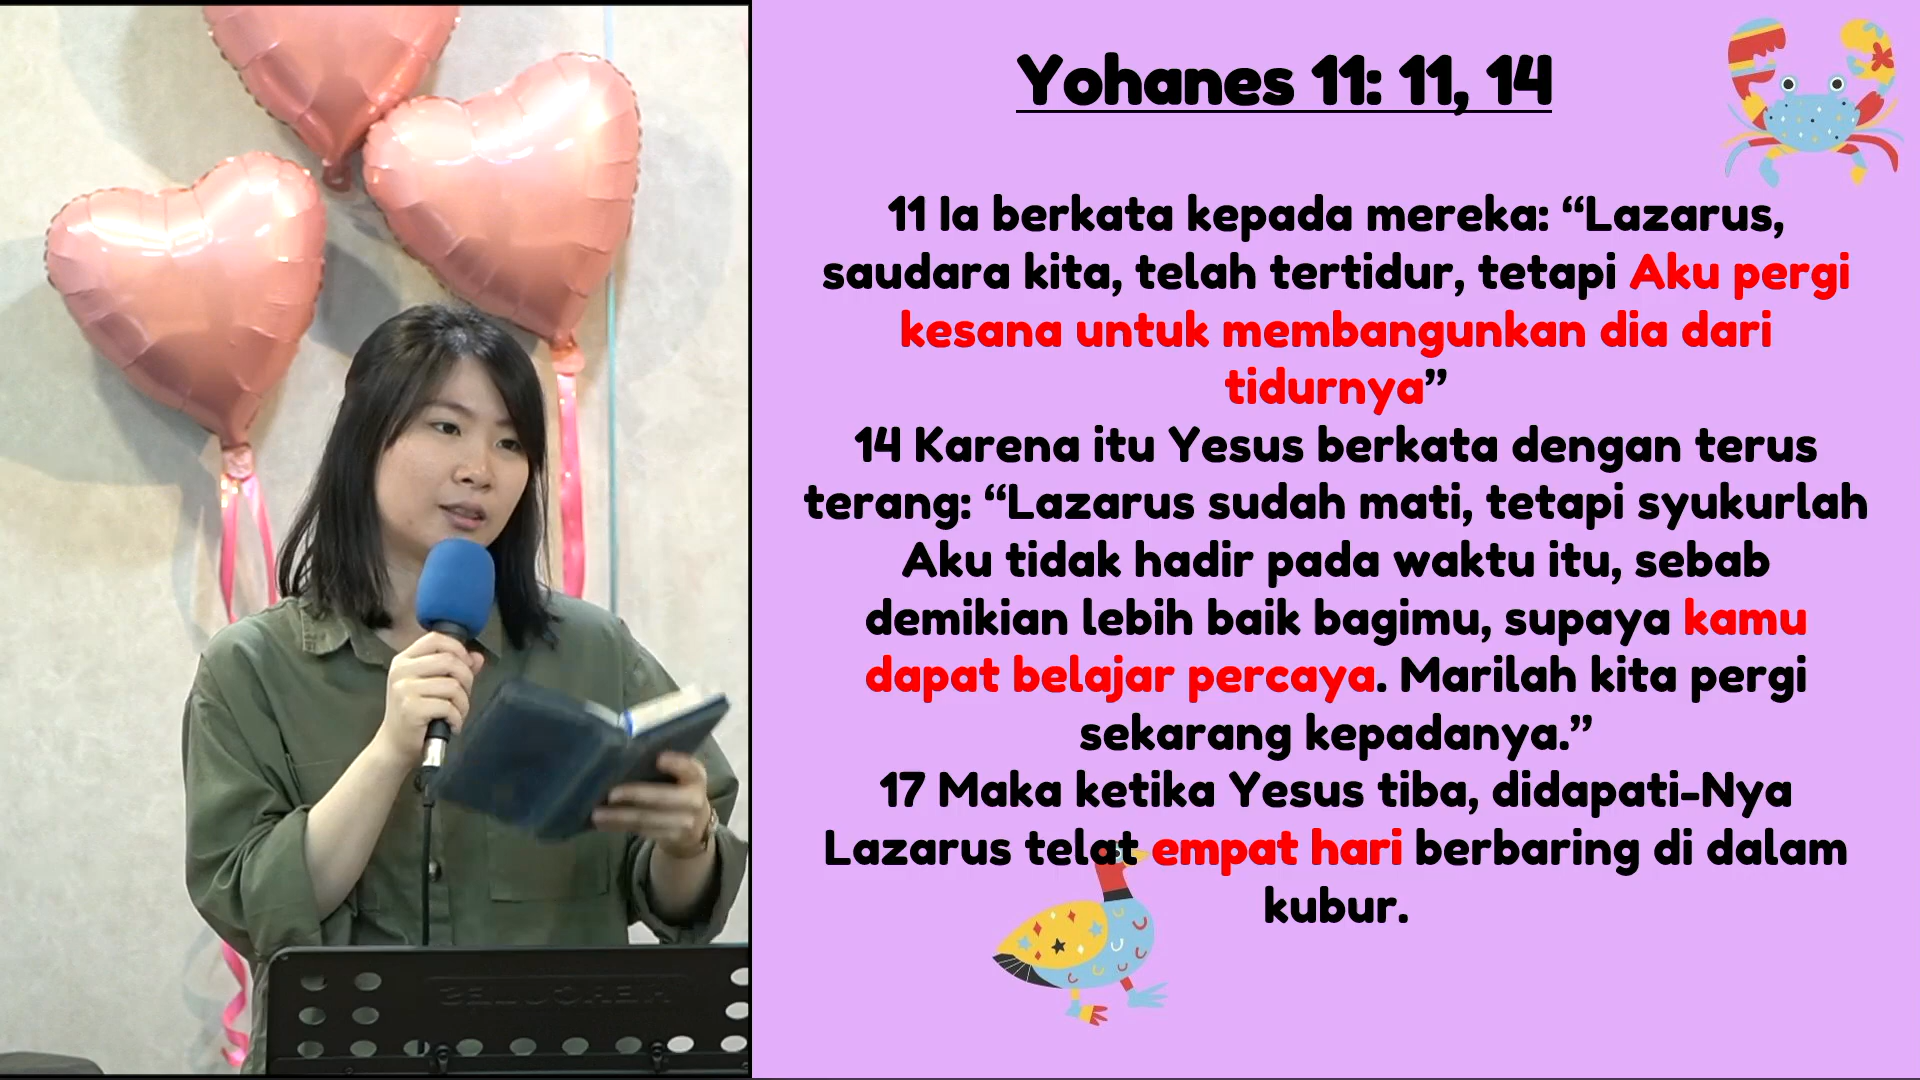 Yohanes 11: 11, 14
11 Ia berkata kepada mereka: “Lazarus,
saudara kita, telah tertidur, tetapi Aku pergi
kesana untuk membangunkan dia dari
tidurnya”
14 Karena itu Yesus berkata dengan terus
terang: “Lazarus sudah mati, tetapi syukurlah
Aku tidak hadir pada waktu itu, sebab
demikian lebih baik bagimu, supaya kamu
dapat belajar percaya. Marilah kita pergi
sekarang kepadanya.”
17 Maka ketika Yesus tiba, didapati-Nya
Lazarus telat empat hari berbaring di dalam
kubur.